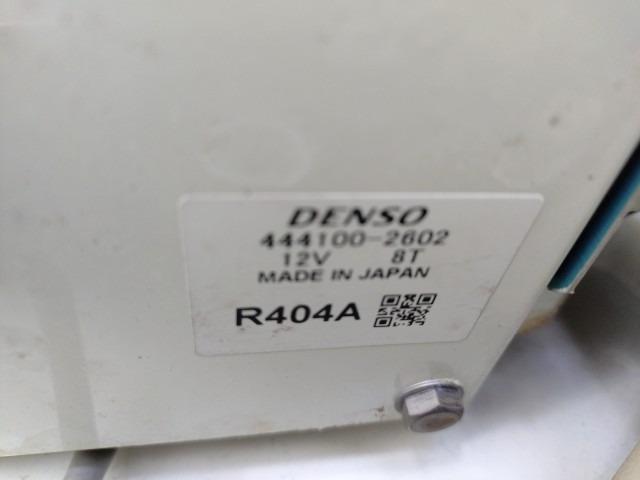 DENSO
444100-2602
12V 8T
MADE IN JAPAN
R404A